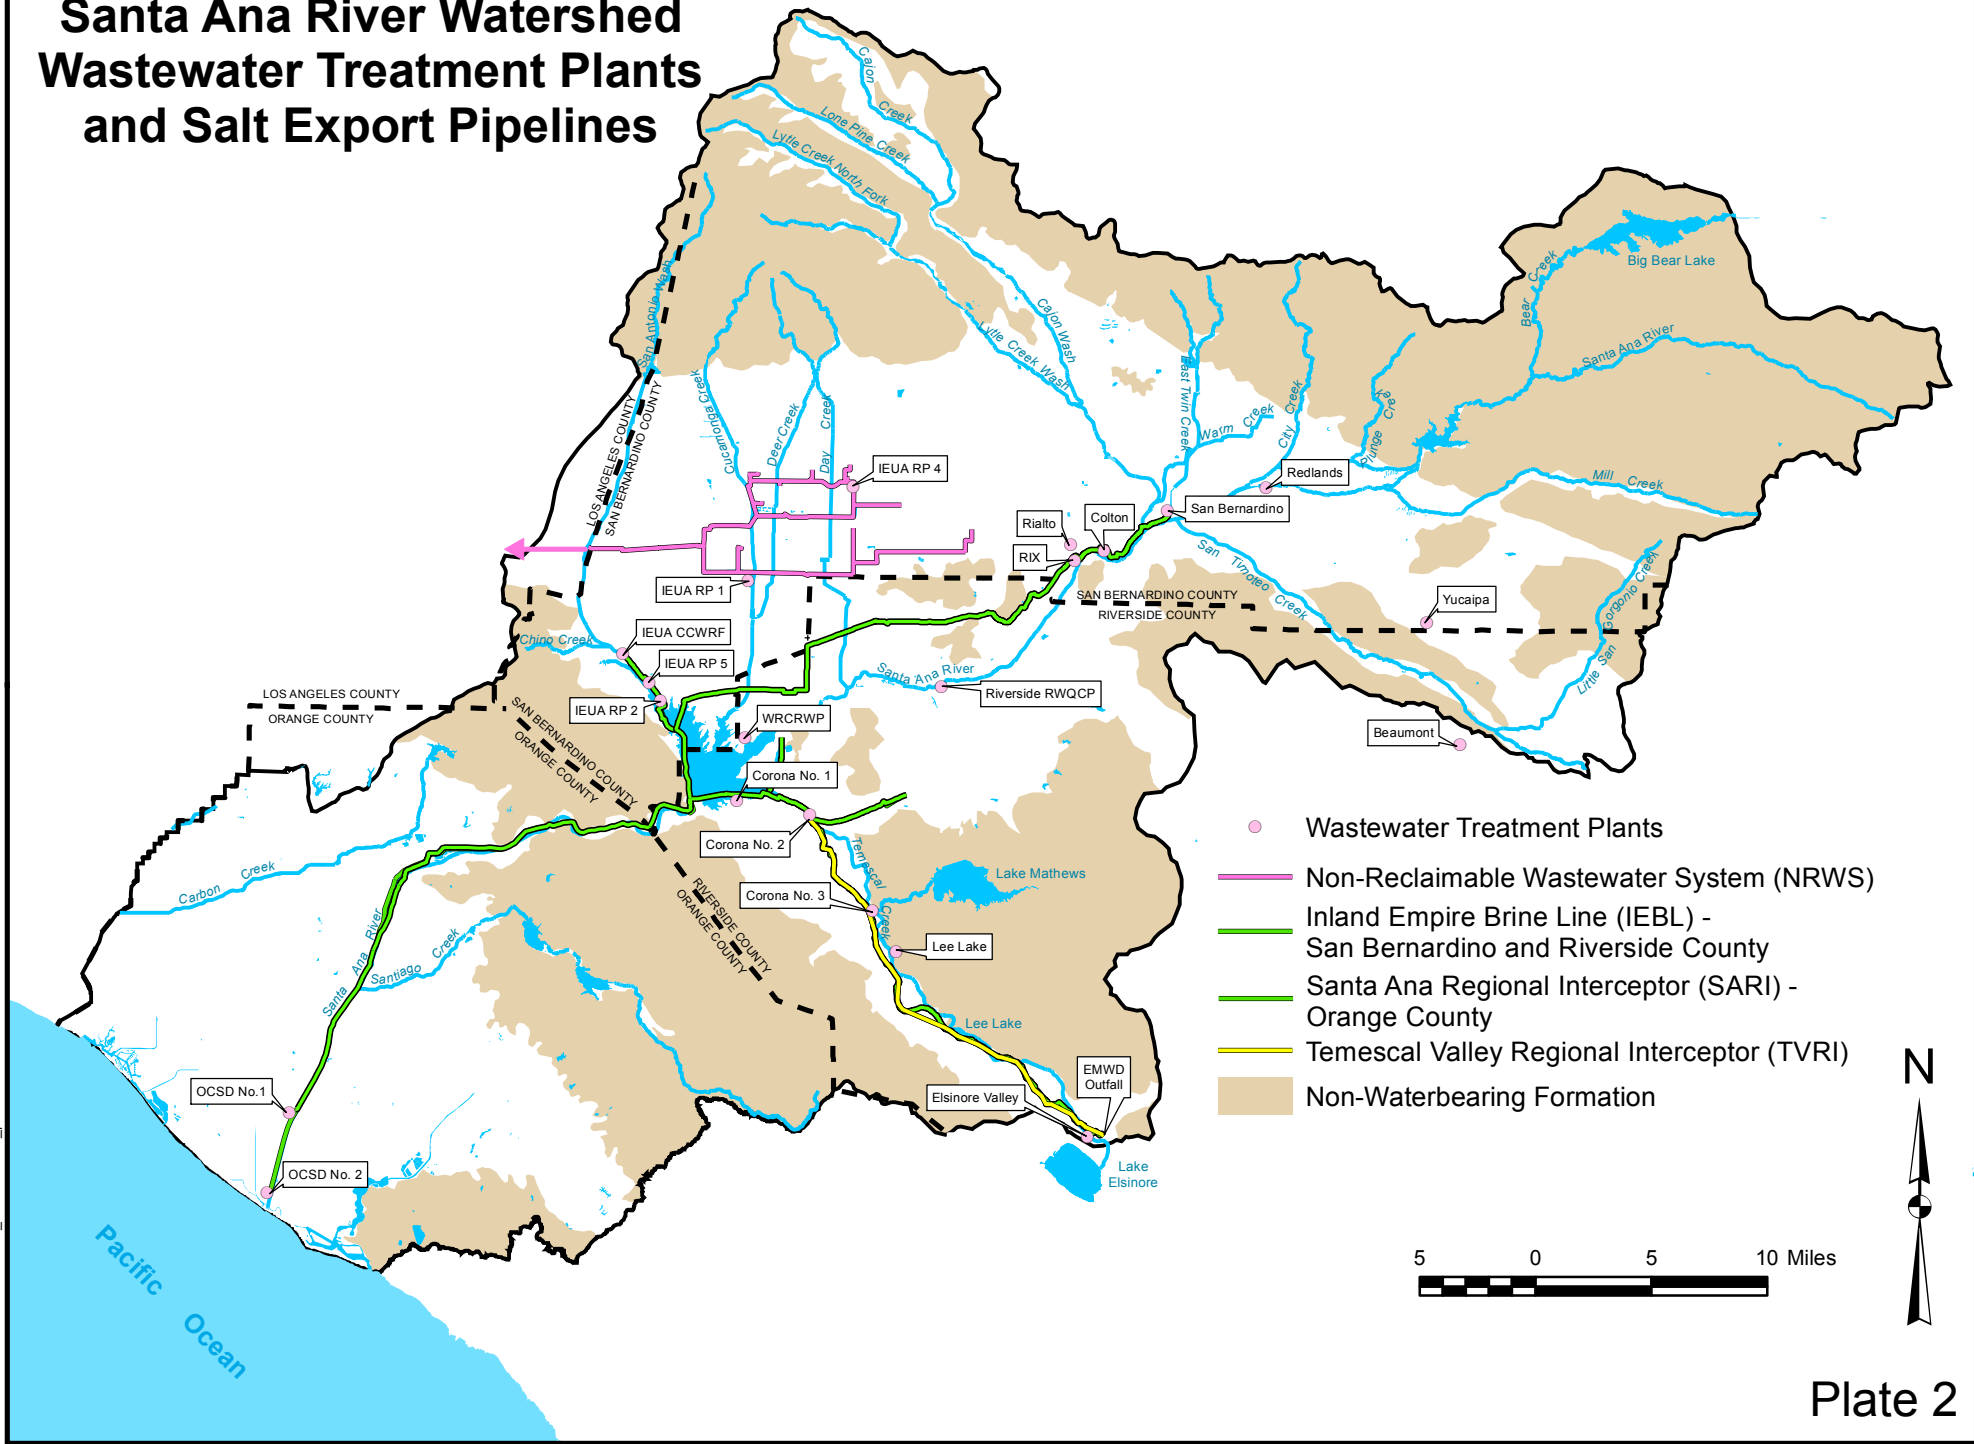 Santa Ana River Watershed
Wastewater Treatment Plants
and Salt Export Pipelines
Cajon
Creek
Lone Pine Creek
Lytle Creek North Fork
San Antonio Wash
Cajon Wash
Lytle Creek Wash
Big Bear Lake
Bear Creek
Santa Ana River
East Twin Creek
Warm Creek
City Creek
Plunge Creek
Mill Creek
LOS ANGELES COUNTY
SAN BERNARDINO COUNTY
Cucamonga Creek
Deer Creek
Day Creek
IEUA RP 4
Redlands
San Bernardino
Colton
Rialto
RIX
IEUA RP 1
San Timoteo Creek
SAN BERNARDINO COUNTY
RIVERSIDE COUNTY
Yucaipa
Little San Gorgonio Creek
IEUA CCWRF
Chino Creek
IEUA RP 5
Santa Ana River
Riverside RWQCP
IEUA RP 2
WRCRWP
LOS ANGELES COUNTY
ORANGE COUNTY
SAN BERNARDINO COUNTY
ORANGE COUNTY
Beaumont
Corona No. 1
Corona No. 2
Temescal Creek
Lake Mathews
Corona No. 3
Carbon Creek
RIVERSIDE COUNTY
ORANGE COUNTY
Lee Lake
Santa Ana River
Santiago Creek
Lee Lake
EMWD
Outfall
Elsinore Valley
OCSD No.1
OCSD No. 2
Lake
Elsinore
Pacific Ocean
Wastewater Treatment Plants
Non-Reclaimable Wastewater System (NRWS)
Inland Empire Brine Line (IEBL) -
San Bernardino and Riverside County
Santa Ana Regional Interceptor (SARI) -
Orange County
Temescal Valley Regional Interceptor (TVRI)
Non-Waterbearing Formation
N
5 0 5 10 Miles
Plate 2